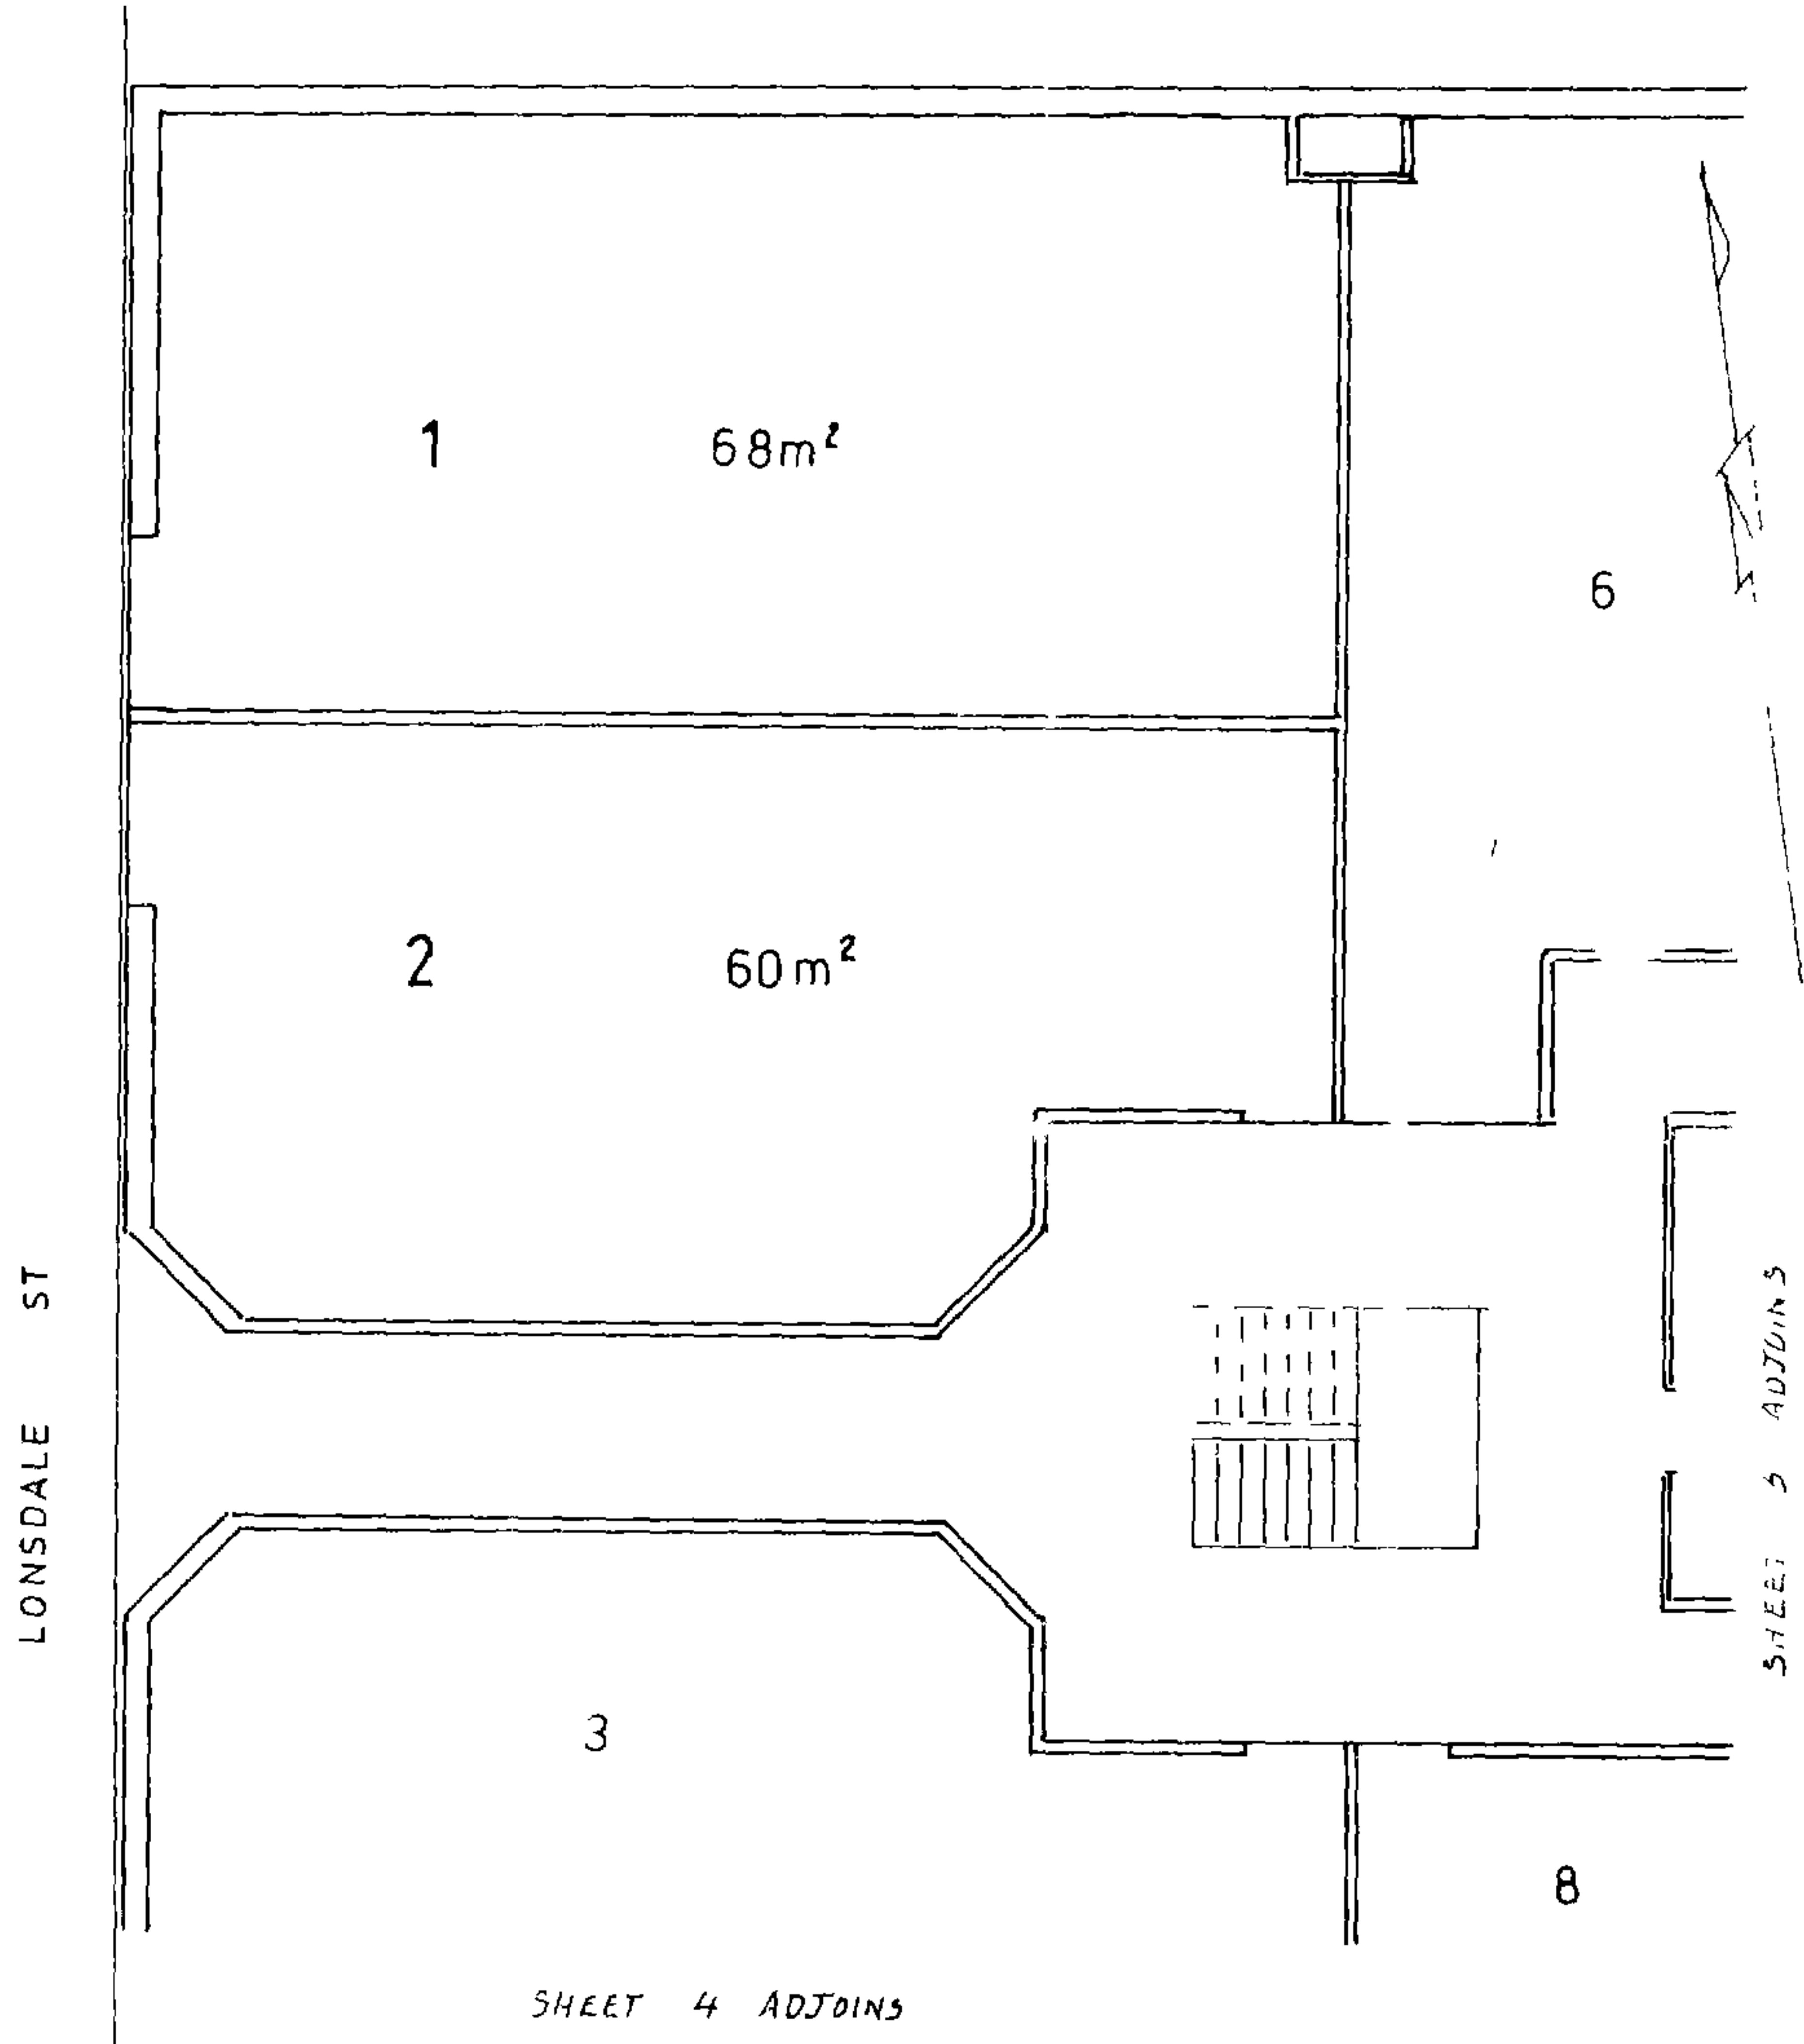 1 68m²
6
2 60m²
LONSDALE ST
3
8
SHEET 5 ADJOINS
SHEET 4 ADJOINS